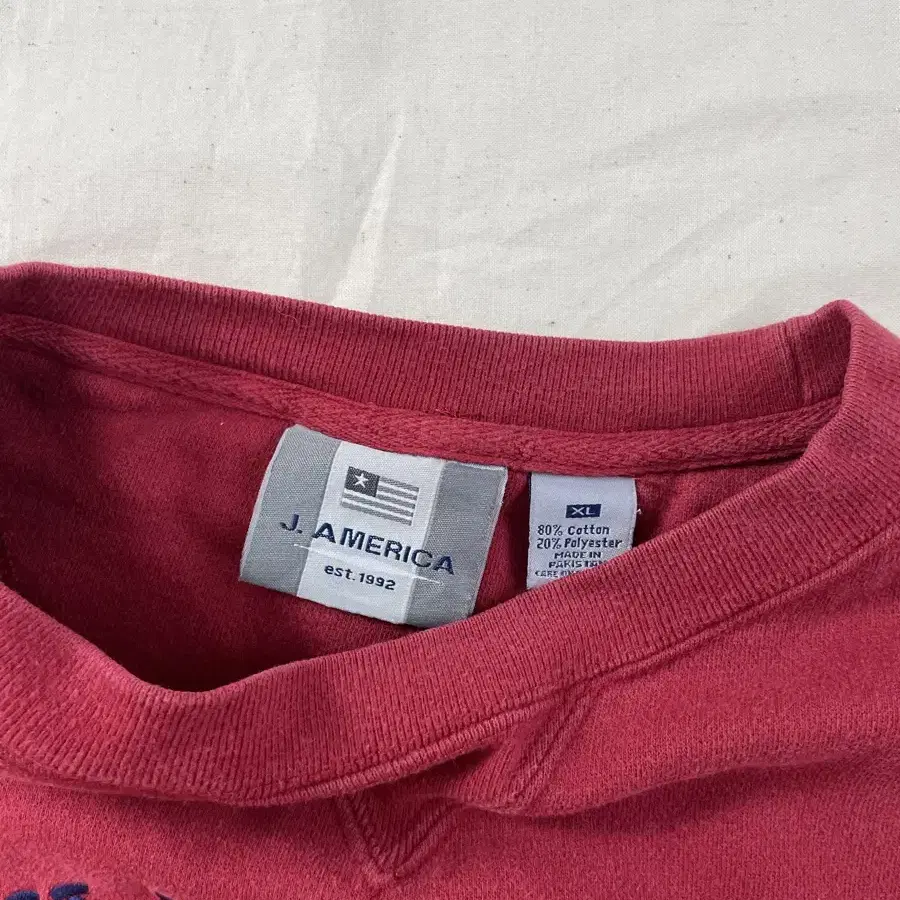 J. AMERICA
est. 1992
XL
80% Cotton
20% Polyester
MADE IN